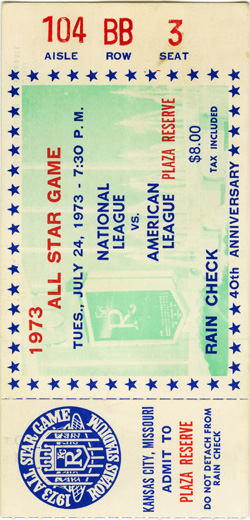 104 BB 3
AISLE ROW SEAT
1973 ALL STAR GAME
TUES., JULY 24, 1973 - 7:30 P.M.
NATIONAL
LEAGUE
VS.
AMERICAN
LEAGUE
PLAZA RESERVE
$8.00
TAX INCLUDED
RAIN CHECK
40th ANNIVERSARY
R
1973 ALL STAR GAME
ROYALS STADIUM
KC
R
KANSAS CITY, MISSOURI
ADMIT TO
PLAZA RESERVE
DO NOT DETACH FROM
RAIN CHECK